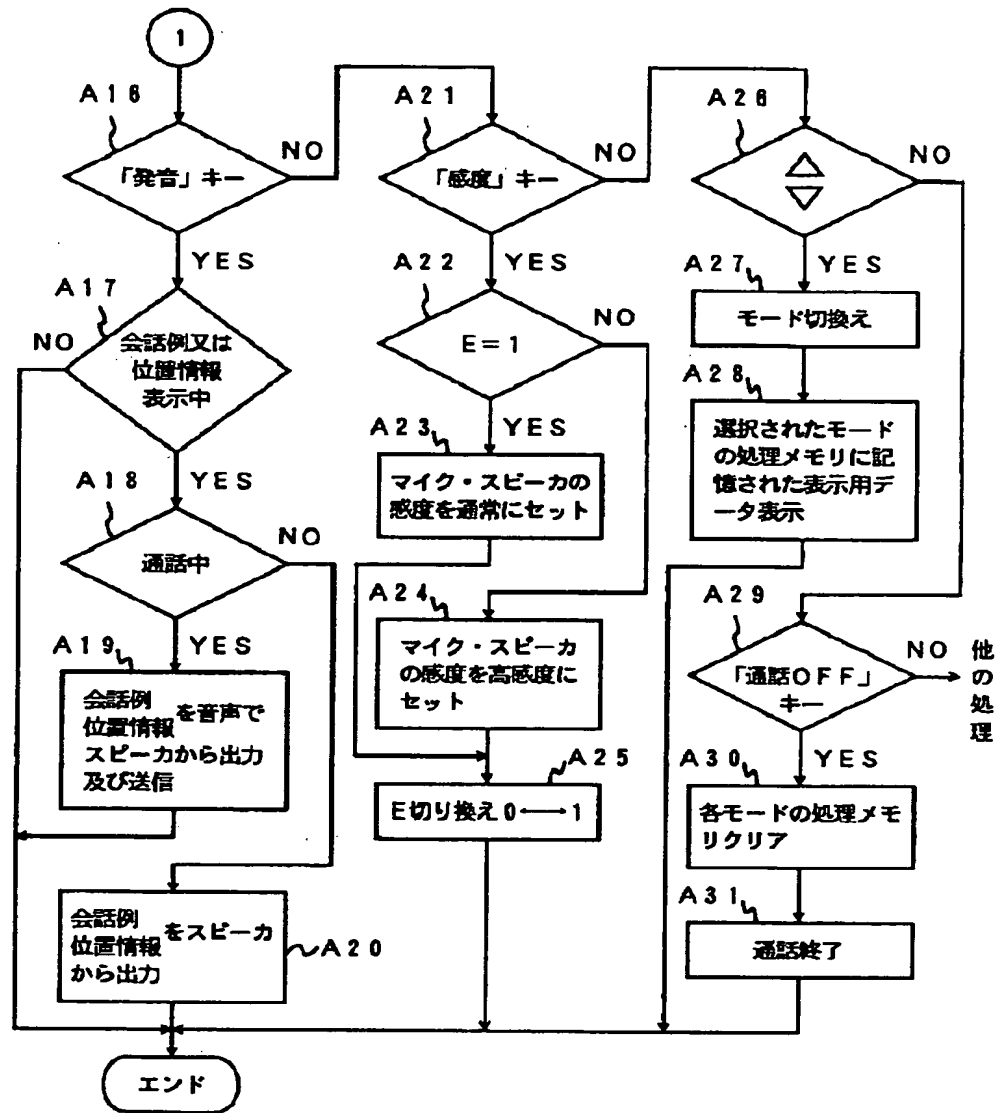 1
A16
「発音」キー
NO
YES
A17
NO
会話例又は
位置情報
表示中
YES
A18
通話中
NO
YES
A19
会話例
位置情報
を音声で
スピーカから出力
及び送信
会話例
位置情報
をスピーカ
から出力
A20
エンド
A21
「感度」キー
NO
YES
A22
E=1
NO
YES
A23
マイク・スピーカの
感度を通常にセット
A24
マイク・スピーカ
の感度を高感度に
セット
A25
E切り換え0←→1
A26
△
▽
NO
YES
A27
モード切換え
A28
選択されたモード
の処理メモリに記
憶された表示用デ
ータ表示
A29
「通話OFF」
キー
NO
他の処理
YES
A30
各モードの処理メモ
リクリア
A31
通話終了